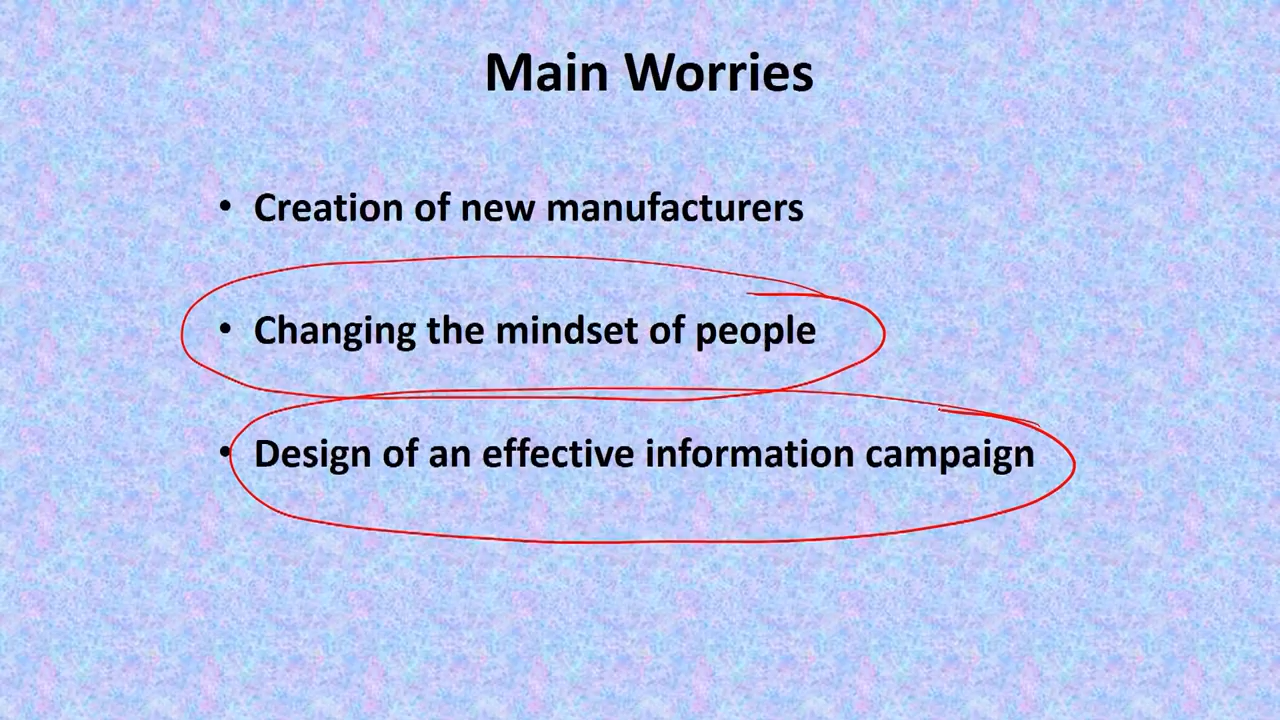 Main Worries
• Creation of new manufacturers
• Changing the mindset of people
• Design of an effective information campaign